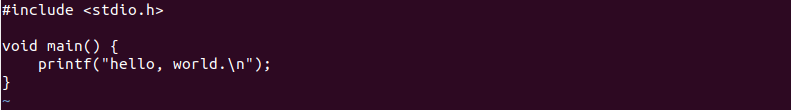 #include <stdio.h>

void main() {
    printf("hello, world.\n");
}
~